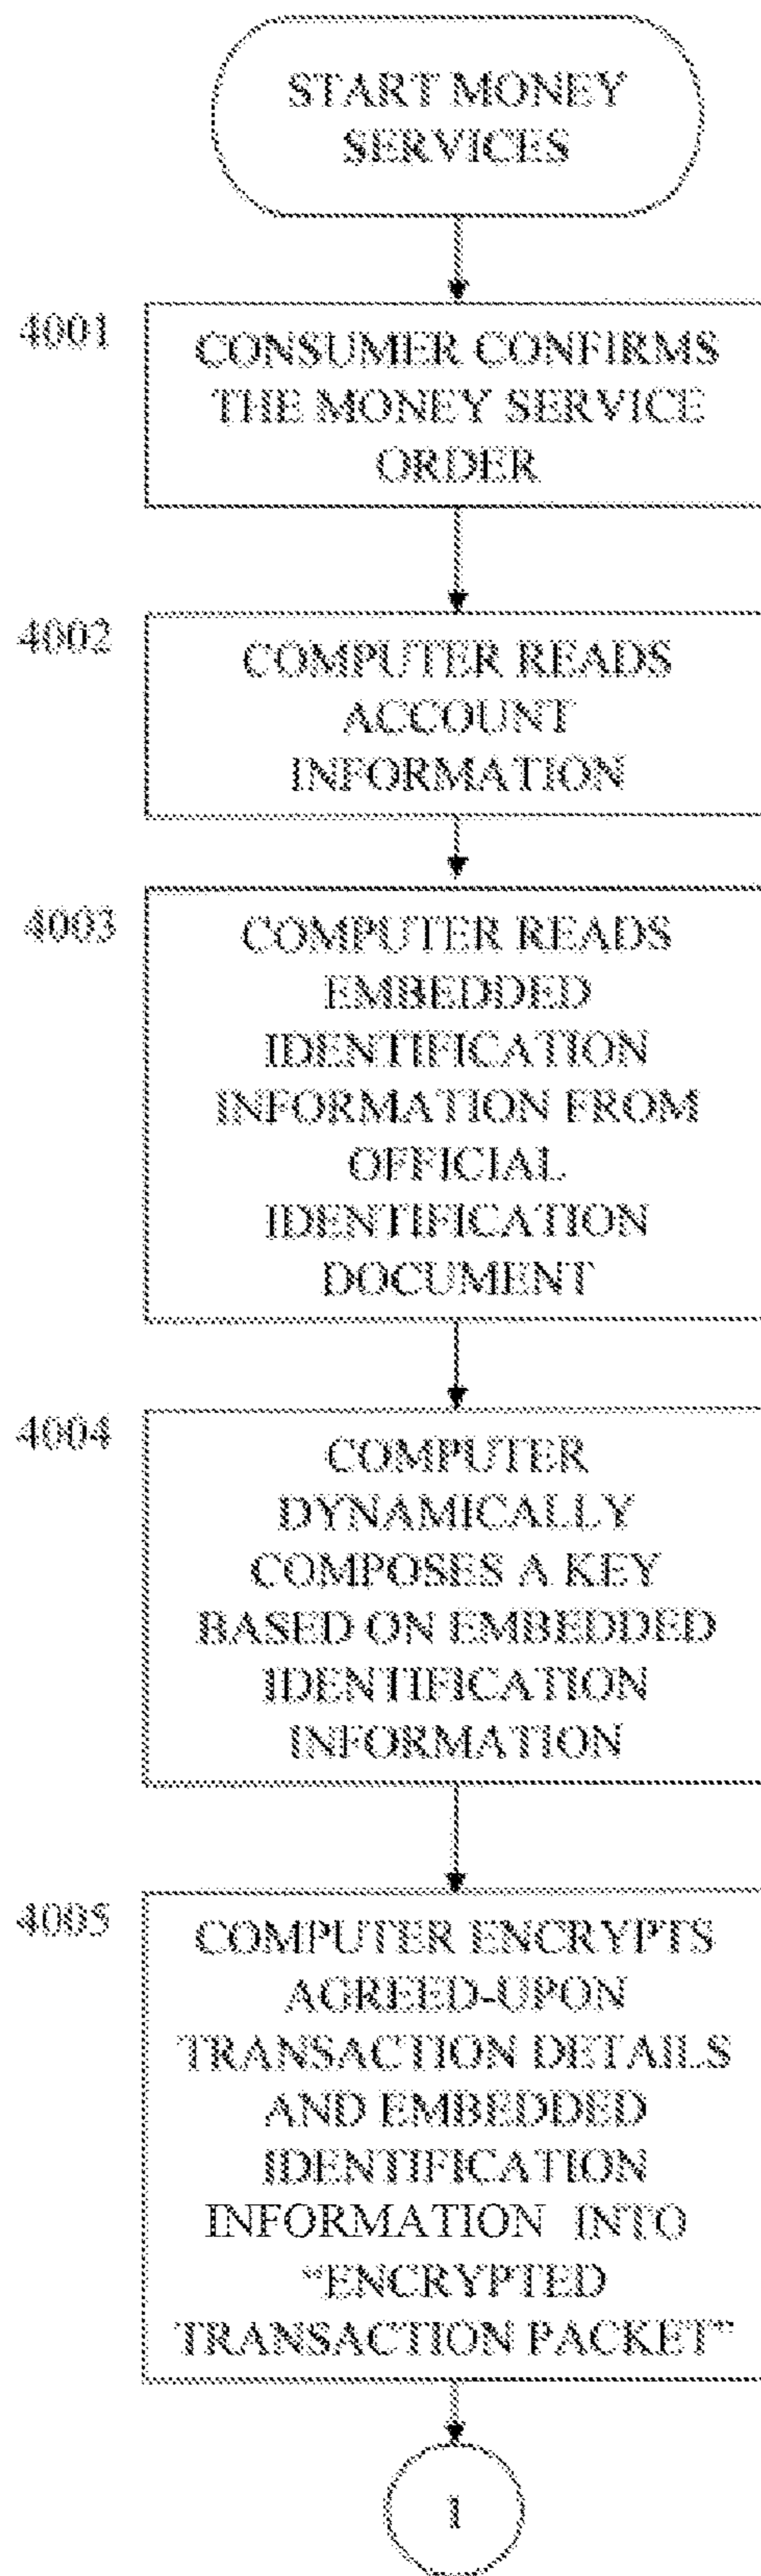 START MONEY
SERVICES
4001
CONSUMER CONFIRMS
THE MONEY SERVICE
ORDER
4002
COMPUTER READS
ACCOUNT
INFORMATION
4003
COMPUTER READS
EMBEDDED
IDENTIFICATION
INFORMATION FROM
OFFICIAL
IDENTIFICATION
DOCUMENT
4004
COMPUTER
DYNAMICALLY
COMPOSES A KEY
BASED ON EMBEDDED
IDENTIFICATION
INFORMATION
4005
COMPUTER ENCRYPTS
AGREED-UPON
TRANSACTION DETAILS
AND EMBEDDED
IDENTIFICATION
INFORMATION INTO
“ENCRYPTED
TRANSACTION PACKET”
1